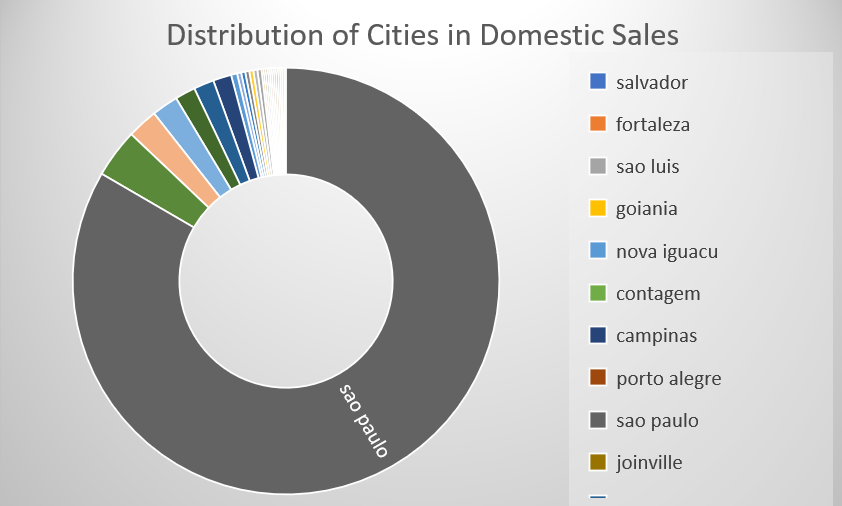 Distribution of Cities in Domestic Sales
salvador
fortaleza
sao luis
goiania
nova iguacu
contagem
campinas
porto alegre
sao paulo
joinville
sao paulo